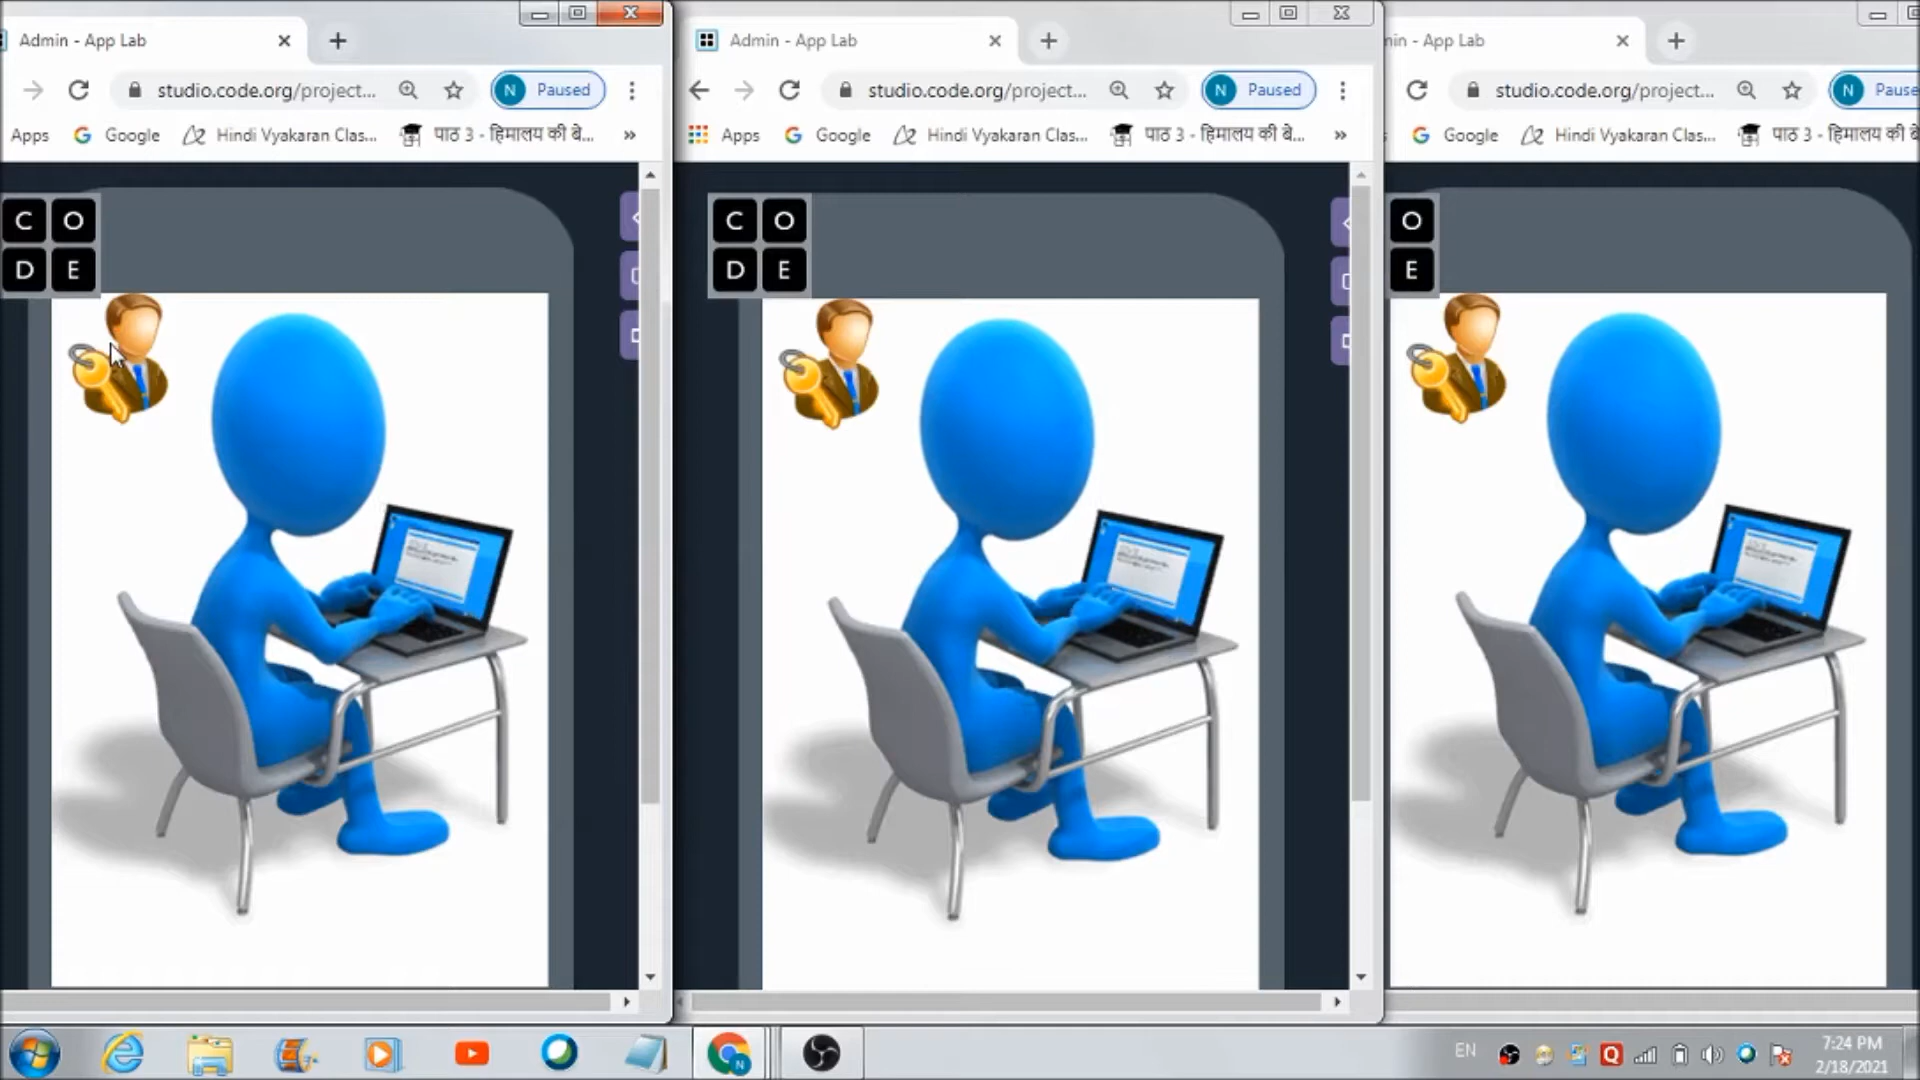 Admin - App Lab
studio.code.org/project...
N Paused
Apps
Google
Hindi Vyakaran Clas...
पाठ 3 - हिमालय की बे...
»
C O
D E
Admin - App Lab
studio.code.org/project...
N Paused
Apps
Google
Hindi Vyakaran Clas...
पाठ 3 - हिमालय की बे...
»
C O
D E
nin - App Lab
studio.code.org/project...
N Pause
Google
Hindi Vyakaran Clas...
पाठ 3 - हिमालय की बे
O
E
N
EN
Q
7:24 PM
2/18/2021